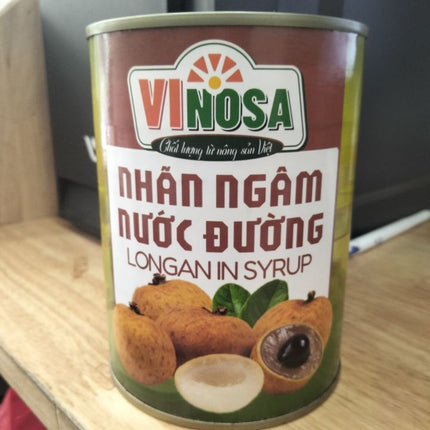 VINOSA
Chất lượng từ nông sản Việt
NHÃN NGÂM
NƯỚC ĐƯỜNG
LONGAN IN SYRUP